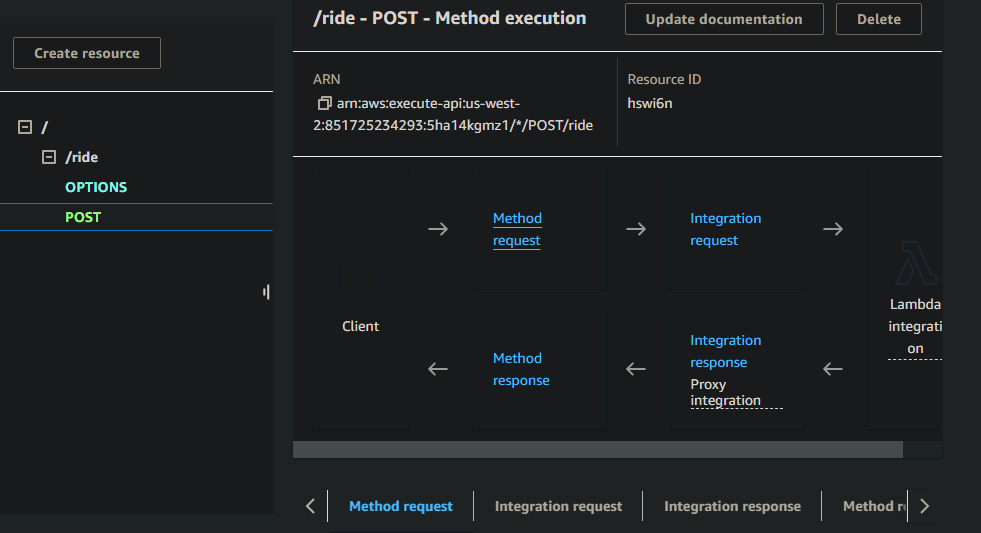 /ride - POST - Method execution
Update documentation
Delete
Create resource
ARN
arn:aws:execute-api:us-west-
2:851725234293:5ha14kgmz1/*/POST/ride
Resource ID
hswi6n
/
/ride
OPTIONS
POST
Client
Method
request
Integration
request
Lambda
integrati
on
Method
response
Integration
response
Proxy
integration
Method request
Integration request
Integration response
Method r